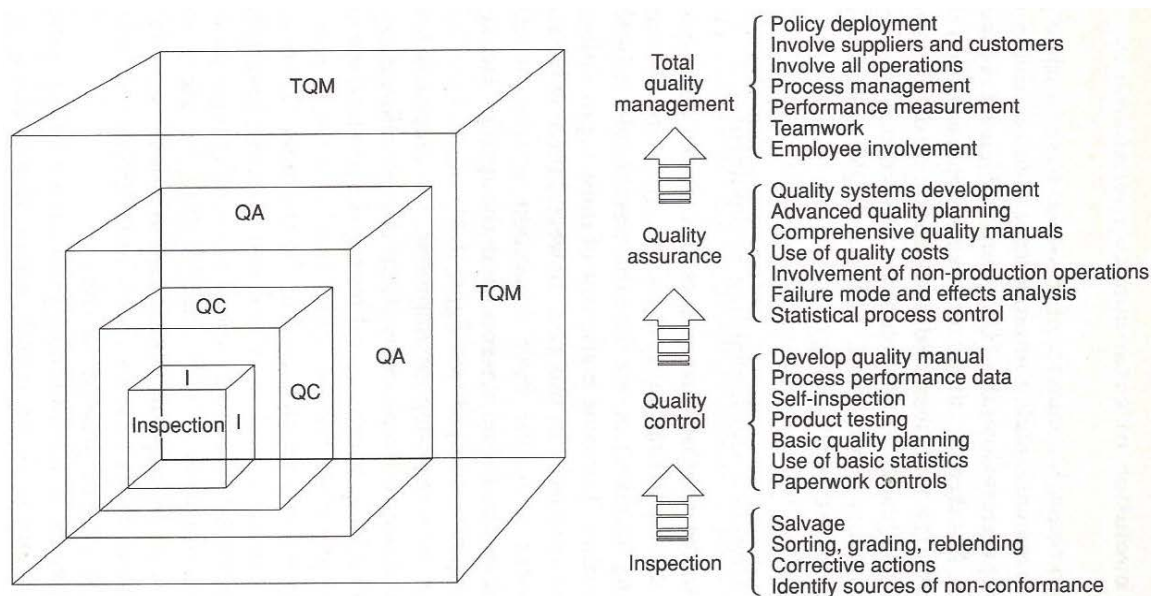 TQM
QA
TQM
QC
QA
I
QC
Inspection
I
Total
quality
management
Policy deployment
Involve suppliers and customers
Involve all operations
Process management
Performance measurement
Teamwork
Employee involvement
Quality
assurance
Quality systems development
Advanced quality planning
Comprehensive quality manuals
Use of quality costs
Involvement of non-production operations
Failure mode and effects analysis
Statistical process control
Quality
control
Develop quality manual
Process performance data
Self-inspection
Product testing
Basic quality planning
Use of basic statistics
Paperwork controls
Inspection
Salvage
Sorting, grading, reblending
Corrective actions
Identify sources of non-conformance